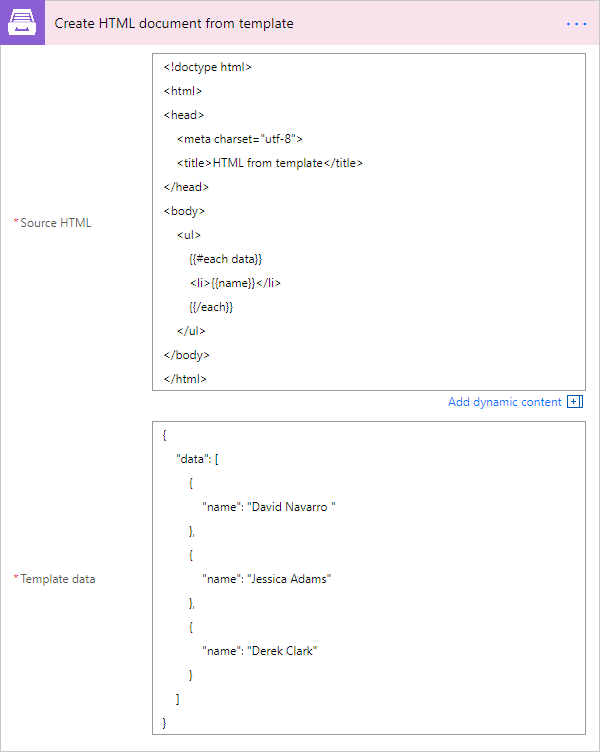 Create HTML document from template
* Source HTML
<!doctype html>
<html>
<head>
<meta charset="utf-8">
<title>HTML from template</title>
</head>
<body>
<ul>
{{#each data}}
<li>{{name}}</li>
{{/each}}
</ul>
</body>
</html>
Add dynamic content
* Template data
{
"data": [
{
"name": "David Navarro "
},
{
"name": "Jessica Adams"
},
{
"name": "Derek Clark"
}
]
}